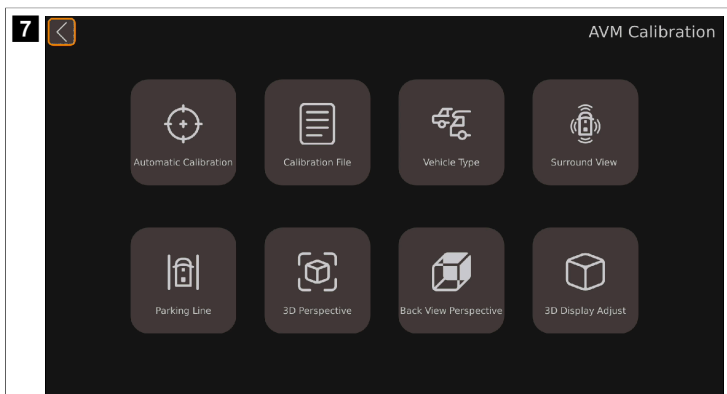 7
AVM Calibration
Automatic Calibration
Calibration File
Vehicle Type
Surround View
Parking Line
3D Perspective
Back View Perspective
3D Display Adjust